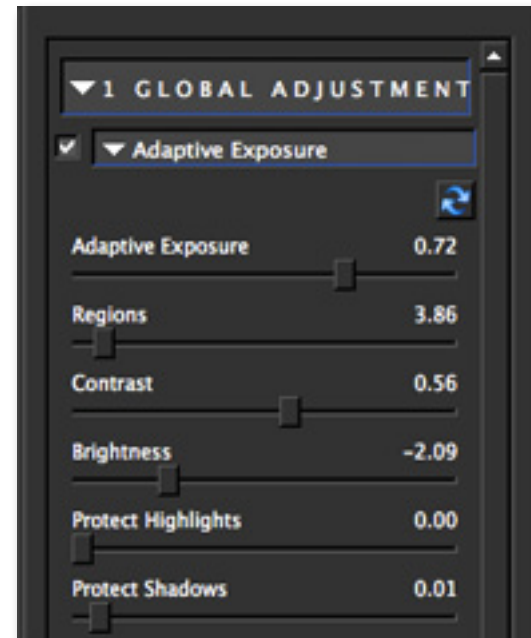 1 GLOBAL ADJUSTMENT
Adaptive Exposure
Adaptive Exposure 0.72
Regions 3.86
Contrast 0.56
Brightness -2.09
Protect Highlights 0.00
Protect Shadows 0.01